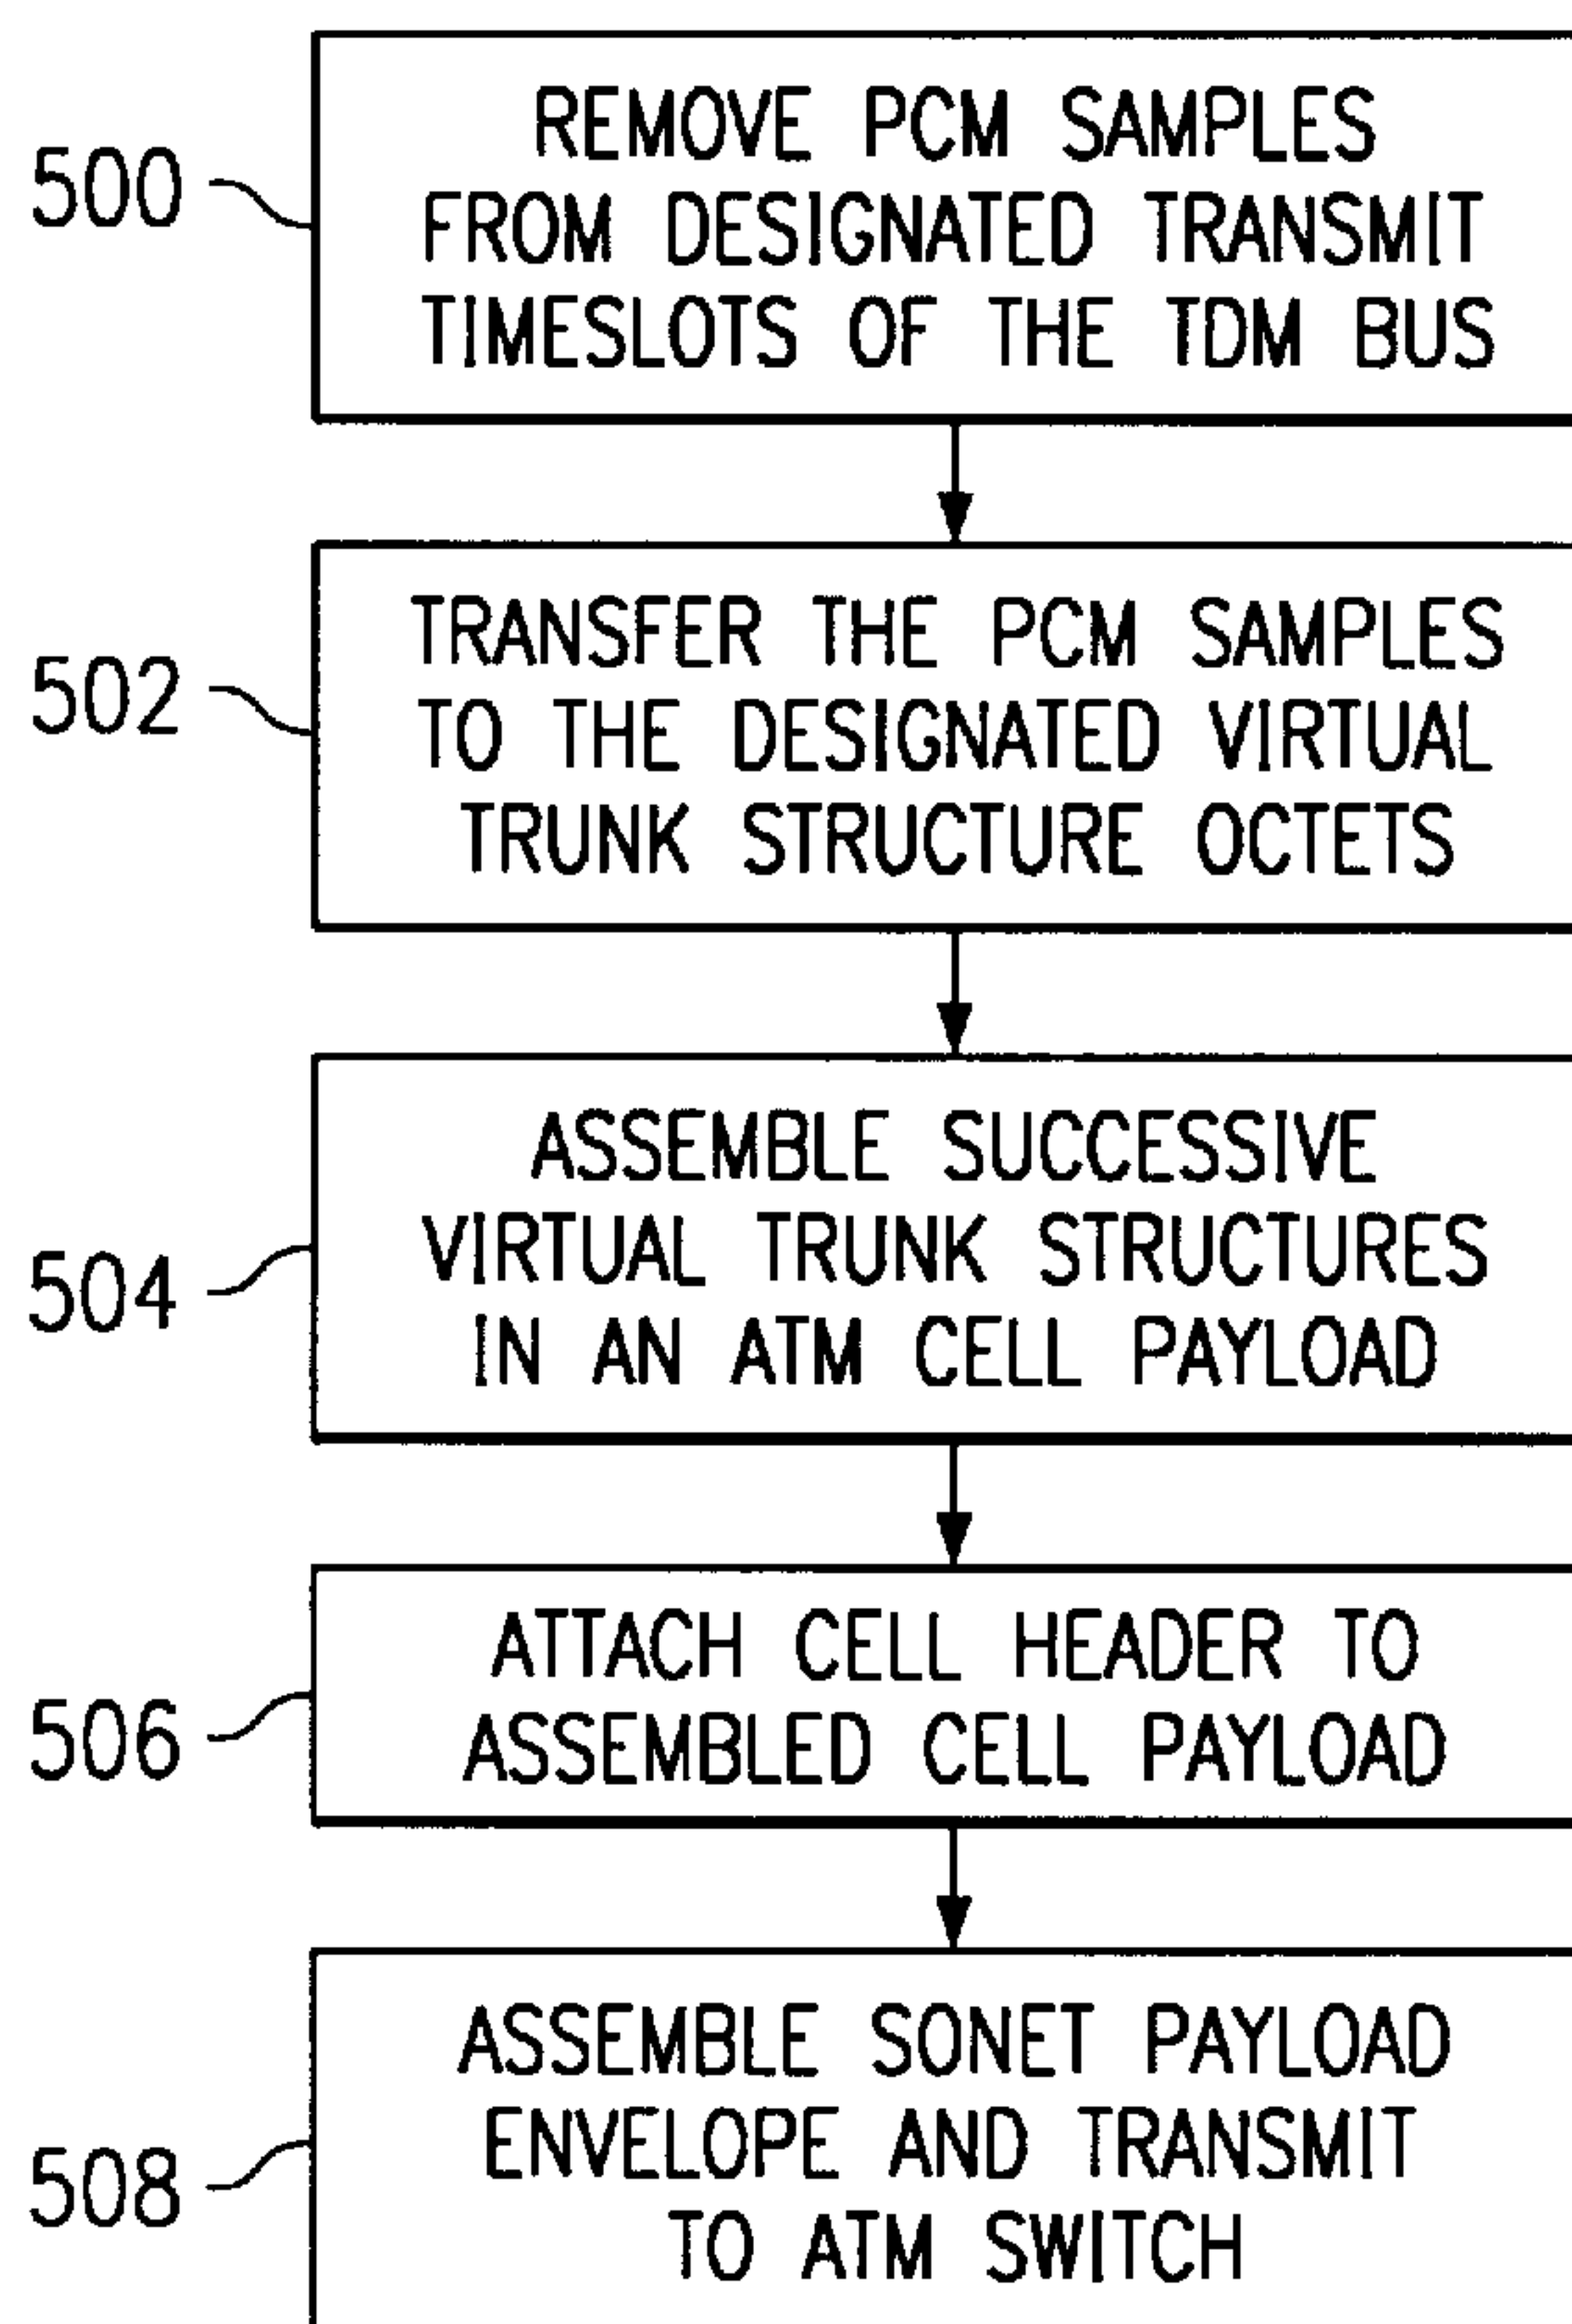 500
REMOVE PCM SAMPLES
FROM DESIGNATED TRANSMIT
TIMESLOTS OF THE TDM BUS
502
TRANSFER THE PCM SAMPLES
TO THE DESIGNATED VIRTUAL
TRUNK STRUCTURE OCTETS
504
ASSEMBLE SUCCESSIVE
VIRTUAL TRUNK STRUCTURES
IN AN ATM CELL PAYLOAD
506
ATTACH CELL HEADER TO
ASSEMBLED CELL PAYLOAD
508
ASSEMBLE SONET PAYLOAD
ENVELOPE AND TRANSMIT
TO ATM SWITCH